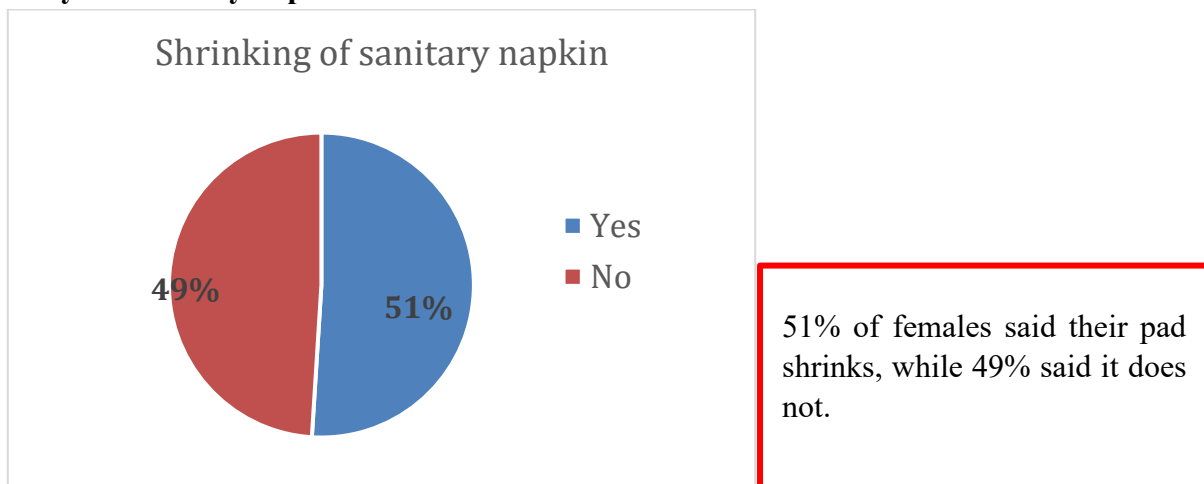 Shrinking of sanitary napkin
Yes
No
49%
51%
51% of females said their pad
shrinks, while 49% said it does
not.